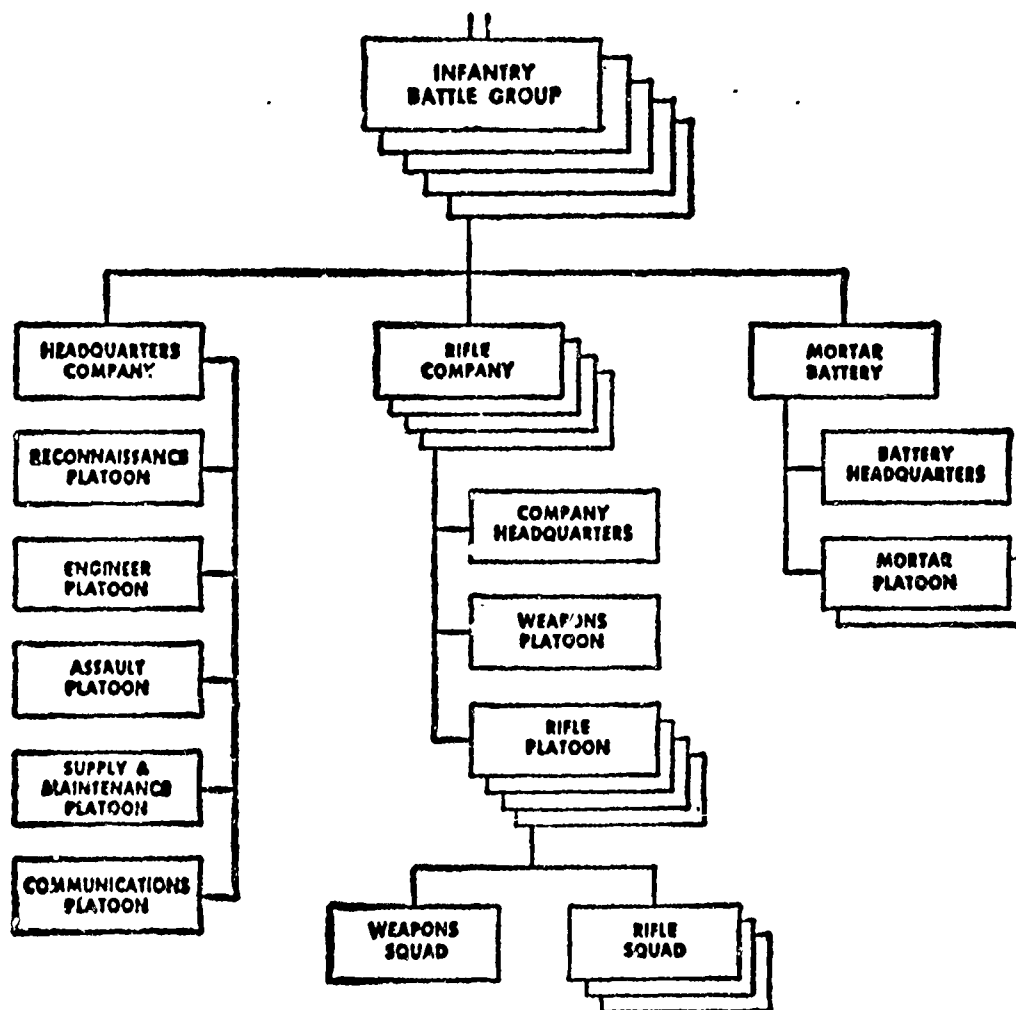 INFANTRY
BATTLE GROUP
HEADQUARTERS
COMPANY
RECONNAISSANCE
PLATOON
ENGINEER
PLATOON
ASSAULT
PLATOON
SUPPLY &
MAINTENANCE
PLATOON
COMMUNICATIONS
PLATOON
RIFLE
COMPANY
COMPANY
HEADQUARTERS
WEAPONS
PLATOON
RIFLE
PLATOON
WEAPONS
SQUAD
RIFLE
SQUAD
MORTAR
BATTERY
BATTERY
HEADQUARTERS
MORTAR
PLATOON